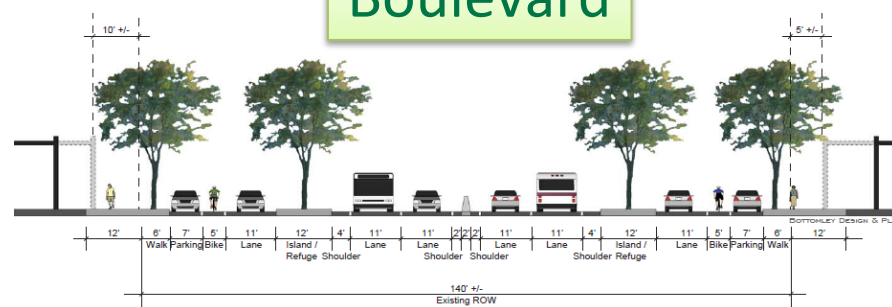 Boulevard
10' +/-
5' +/-
BOTTOMLEY DESIGN & PL
12' 6' 7' 5' 11' 12' 4' 11' 11' 2' 2' 2' 11' 11' 4' 12' 11' 5' 7' 6' 12'
Walk Parking Bike Lane Island / Lane Lane Lane Lane Island / Lane Bike Parking Walk
Refuge Shoulder Shoulder Shoulder Shoulder Refuge
140' +/-
Existing ROW